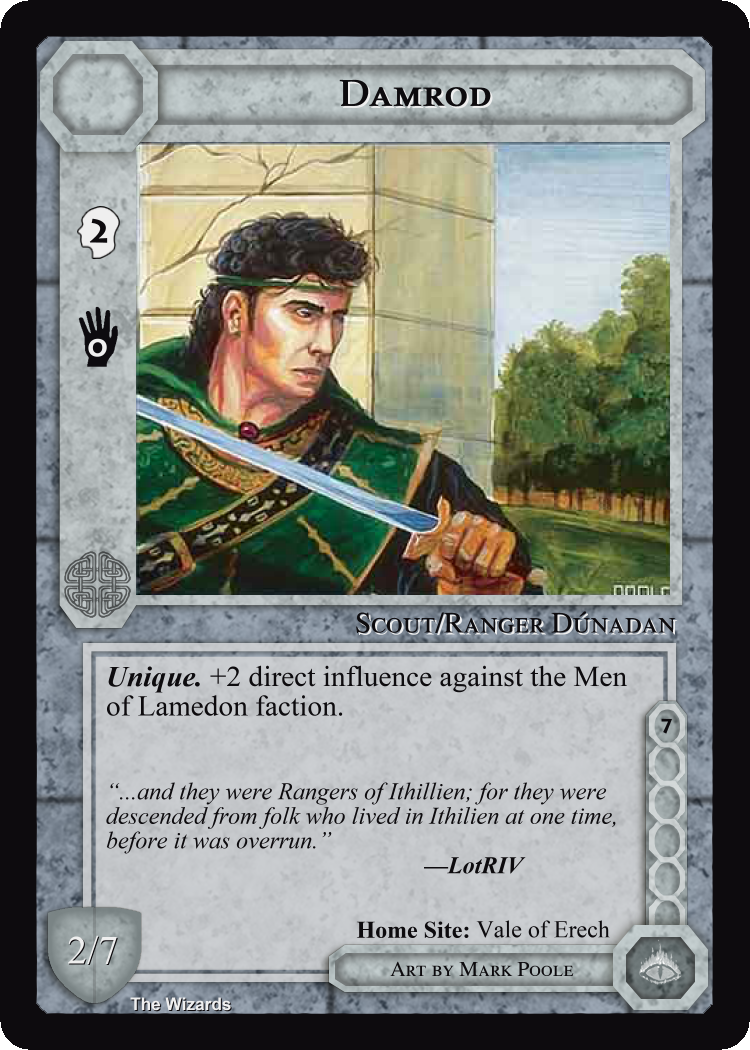 Damrod
2
0
Scout/Ranger Dúnadan
Unique. +2 direct influence against the Men
of Lamedon faction.
7
“...and they were Rangers of Ithillien; for they were
descended from folk who lived in Ithilien at one time,
before it was overrun.”
—LotRIV
Home Site: Vale of Erech
2/7
Art by Mark Poole
The Wizards